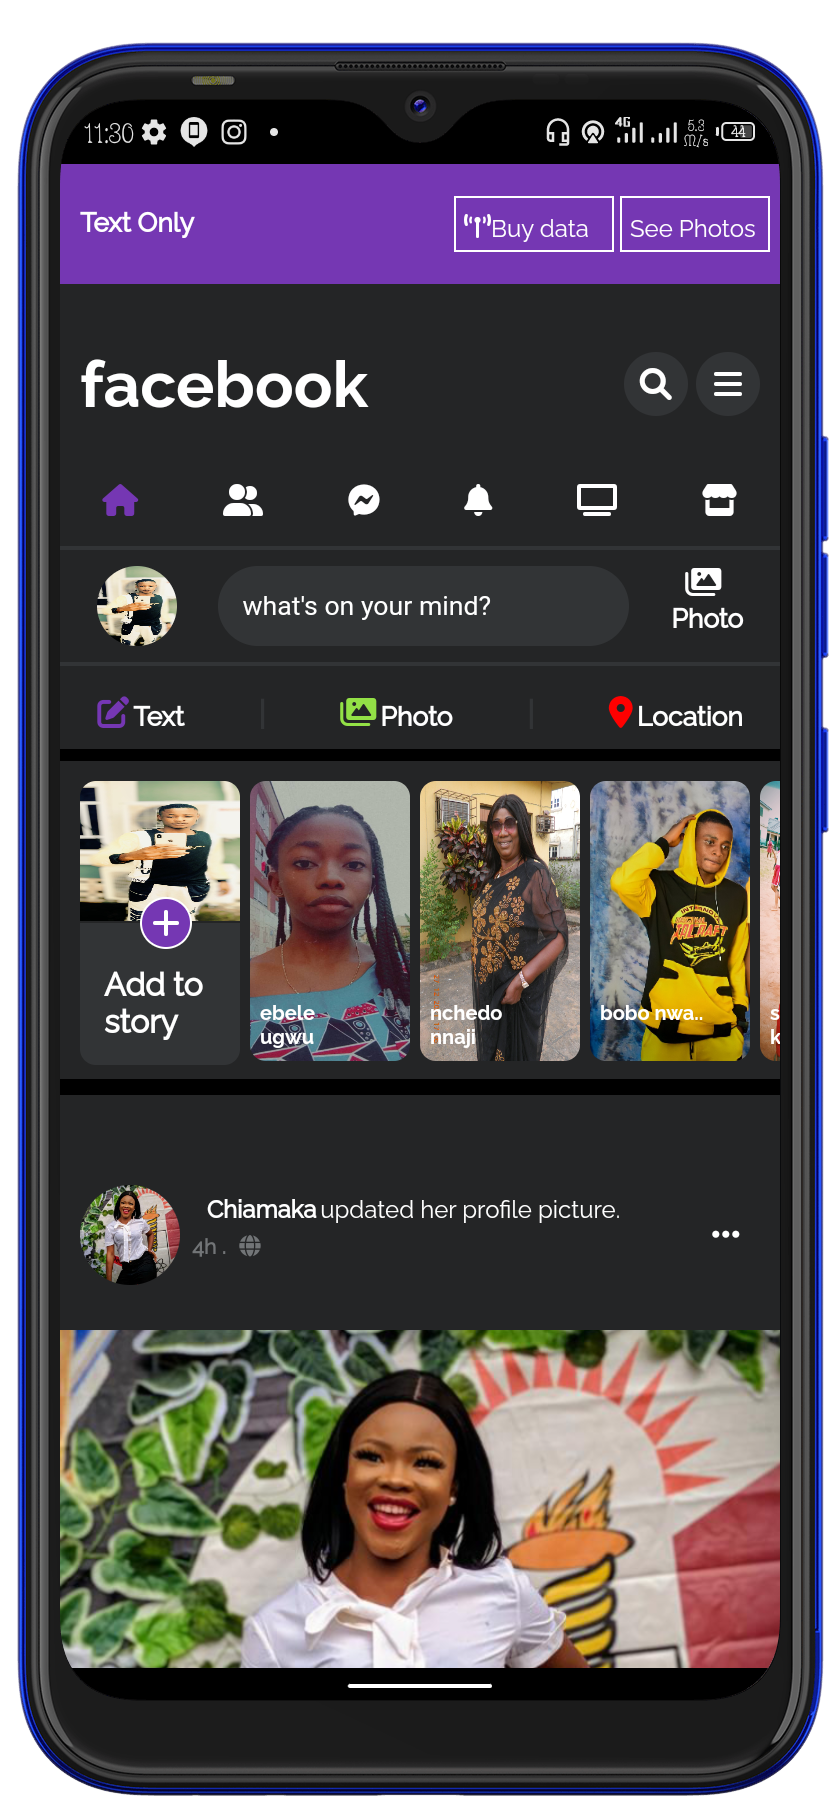 11:30
4G
5.3
M/s
44
Text Only
Buy data
See Photos
facebook
what's on your mind?
Photo
Text
Photo
Location
Add to
story
ebele
ugwu
nchedo
nnaji
bobo nwa..
s
k
Chiamaka updated her profile picture.
4h .